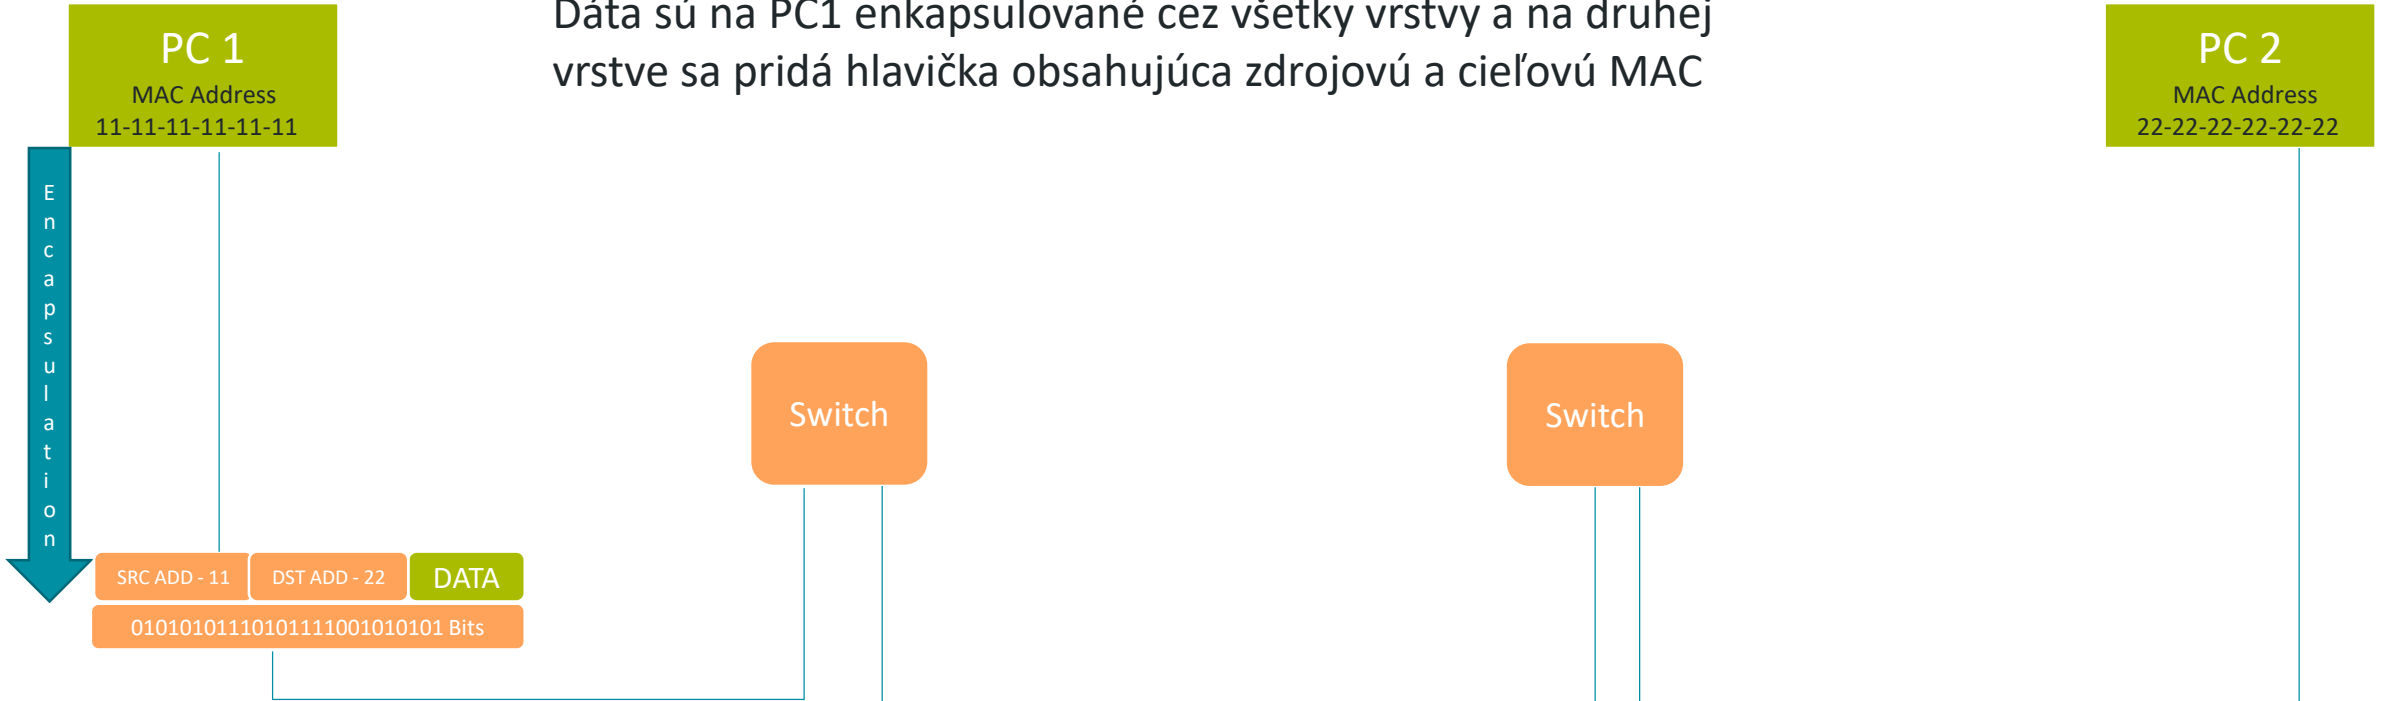 Dáta sú na PC1 enkapsulované cez všetky vrstvy a na druhej
vrstve sa pridá hlavička obsahujúca zdrojovú a cieľovú MAC
PC 1
MAC Address
11-11-11-11-11-11
PC 2
MAC Address
22-22-22-22-22-22
Encapsulation
Switch
Switch
SRC ADD - 11
DST ADD - 22
DATA
01010101110101111001010101 Bits